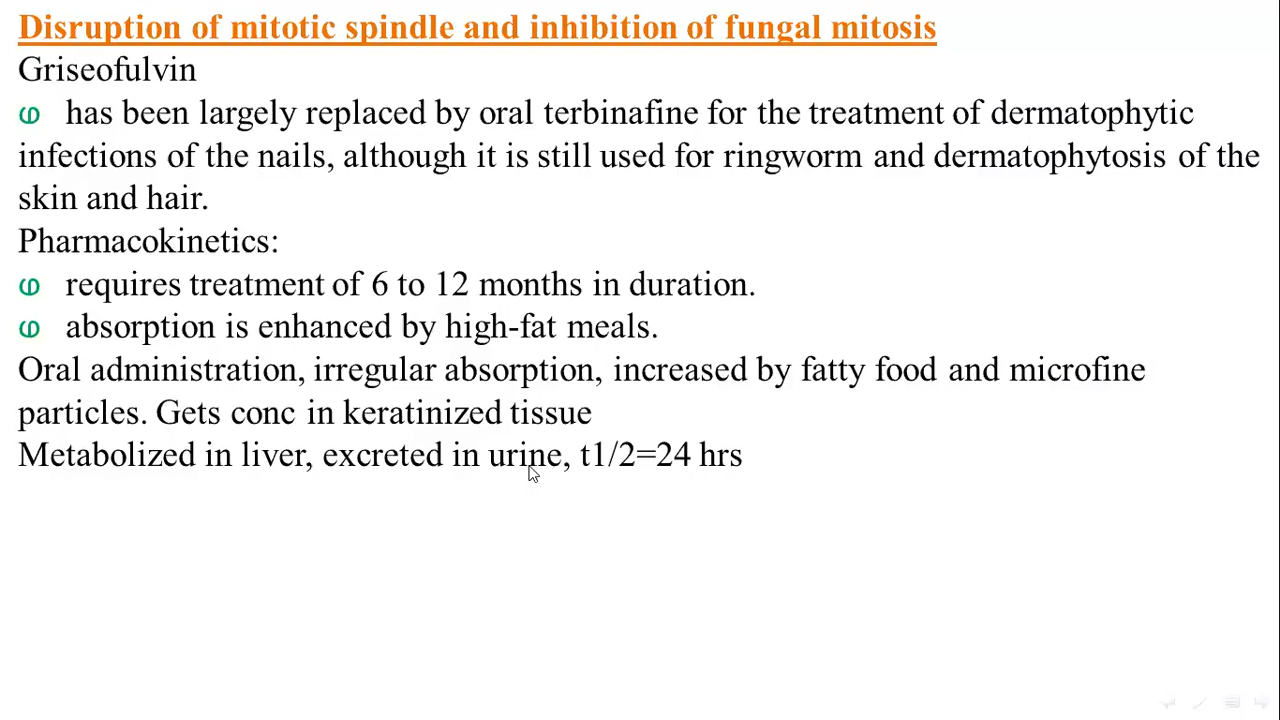 Disruption of mitotic spindle and inhibition of fungal mitosis
Griseofulvin
ҩ has been largely replaced by oral terbinafine for the treatment of dermatophytic
infections of the nails, although it is still used for ringworm and dermatophytosis of the
skin and hair.
Pharmacokinetics:
ҩ requires treatment of 6 to 12 months in duration.
ҩ absorption is enhanced by high-fat meals.
Oral administration, irregular absorption, increased by fatty food and microfine
particles. Gets conc in keratinized tissue
Metabolized in liver, excreted in urine, t1/2=24 hrs